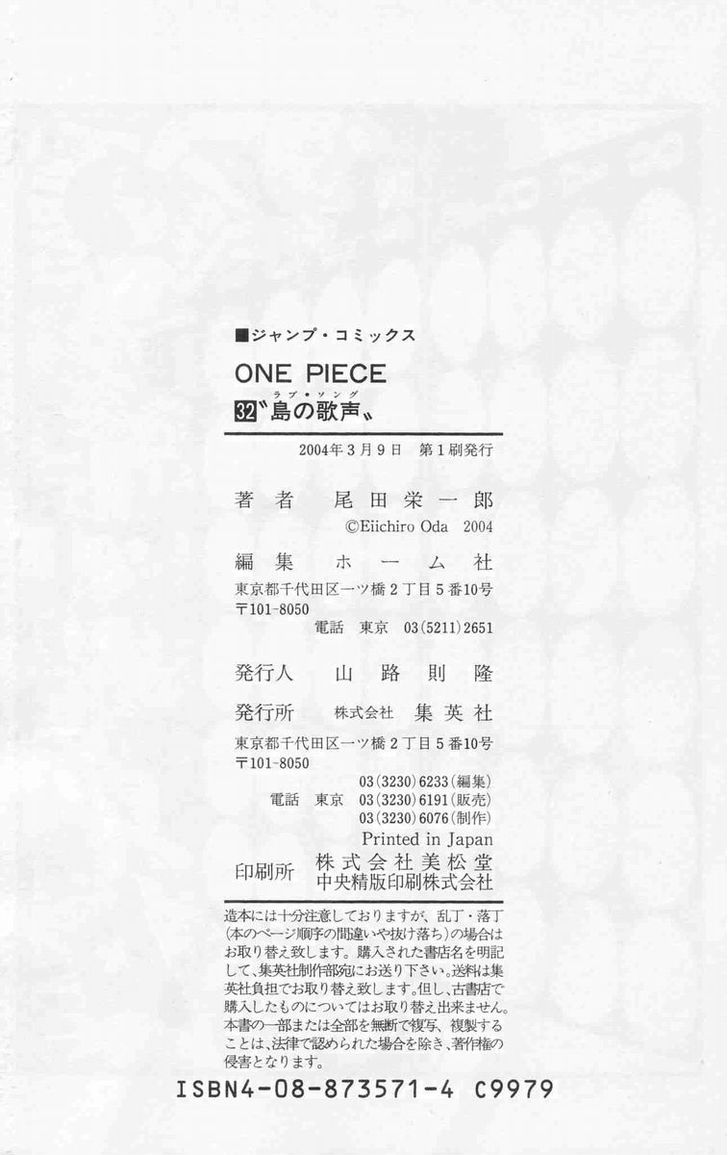 ■ジャンプ・コミックス
ONE PIECE
ラブ・ソング
32〝島の歌声〟
2004年3月9日　第1刷発行
著者　尾田栄一郎
©Eiichiro Oda 2004
編集　ホーム社
東京都千代田区一ツ橋2丁目5番10号
〒101-8050
電話　東京　03(5211)2651
発行人　山路則隆
発行所　株式会社　集英社
東京都千代田区一ツ橋2丁目5番10号
〒101-8050
03(3230)6233(編集)
電話　東京　03(3230)6191(販売)
03(3230)6076(制作)
Printed in Japan
印刷所　株式会社美松堂
中央精版印刷株式会社
造本には十分注意しておりますが、乱丁・落丁
(本のページ順序の間違いや抜け落ち)の場合は
お取り替え致します。購入された書店名を明記
して、集英社制作部宛にお送り下さい。送料は集
英社負担でお取り替え致します。但し、古書店で
購入したものについてはお取り替え出来ません。
本書の一部または全部を無断で複写、複製する
ことは、法律で認められた場合を除き、著作権の
侵害となります。
ISBN4-08-873571-4 C9979